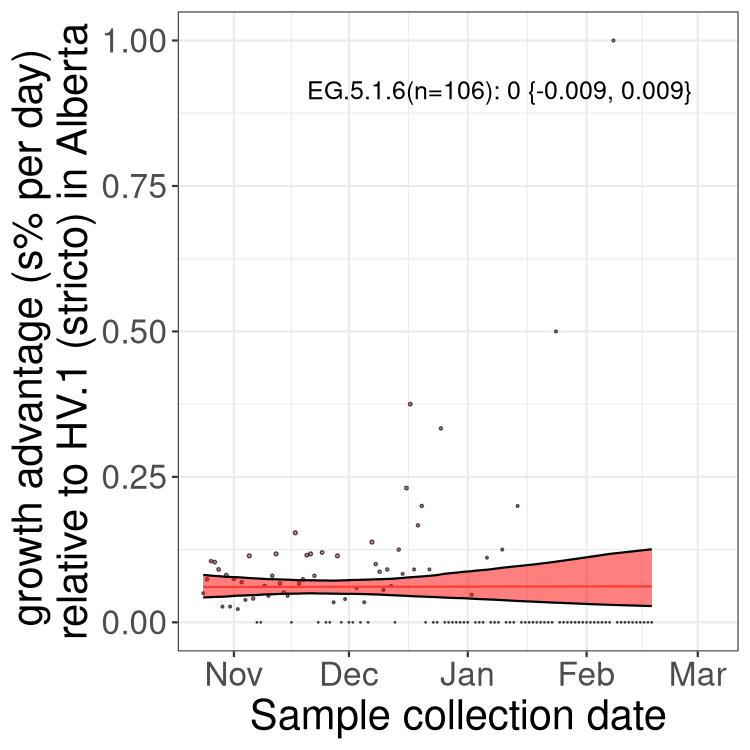 growth advantage (s% per day)
relative to HV.1 (stricto) in Alberta
1.00
0.75
0.50
0.25
0.00
EG.5.1.6(n=106): 0 {-0.009, 0.009}
Nov Dec Jan Feb Mar
Sample collection date